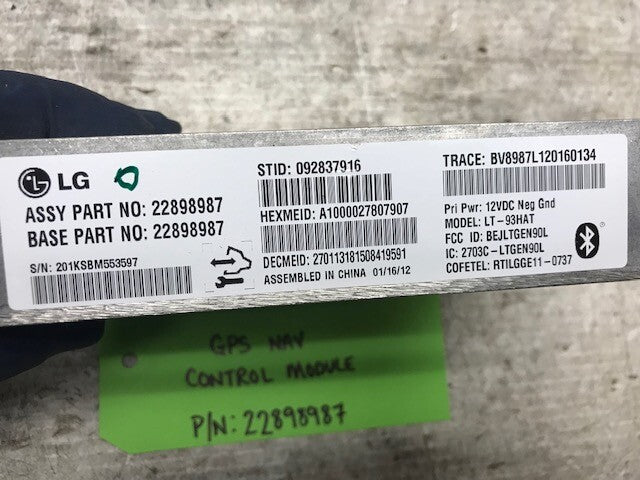 LG
ASSY PART NO: 22898987
BASE PART NO: 22898987
S/N: 201KSBM553597
STID: 092837916
HEXMEID: A1000027807907
DECMEID: 270113181508419591
ASSEMBLED IN CHINA 01/16/12
TRACE: BV8987L120160134
Pri Pwr: 12VDC Neg Gnd
MODEL: LT-93HAT
FCC ID: BEJLTGEN90L
IC: 2703C-LTGEN90L
COFETEL: RTILGGE11-0737
GPS NAV
CONTROL MODULE
P/N: 22898987